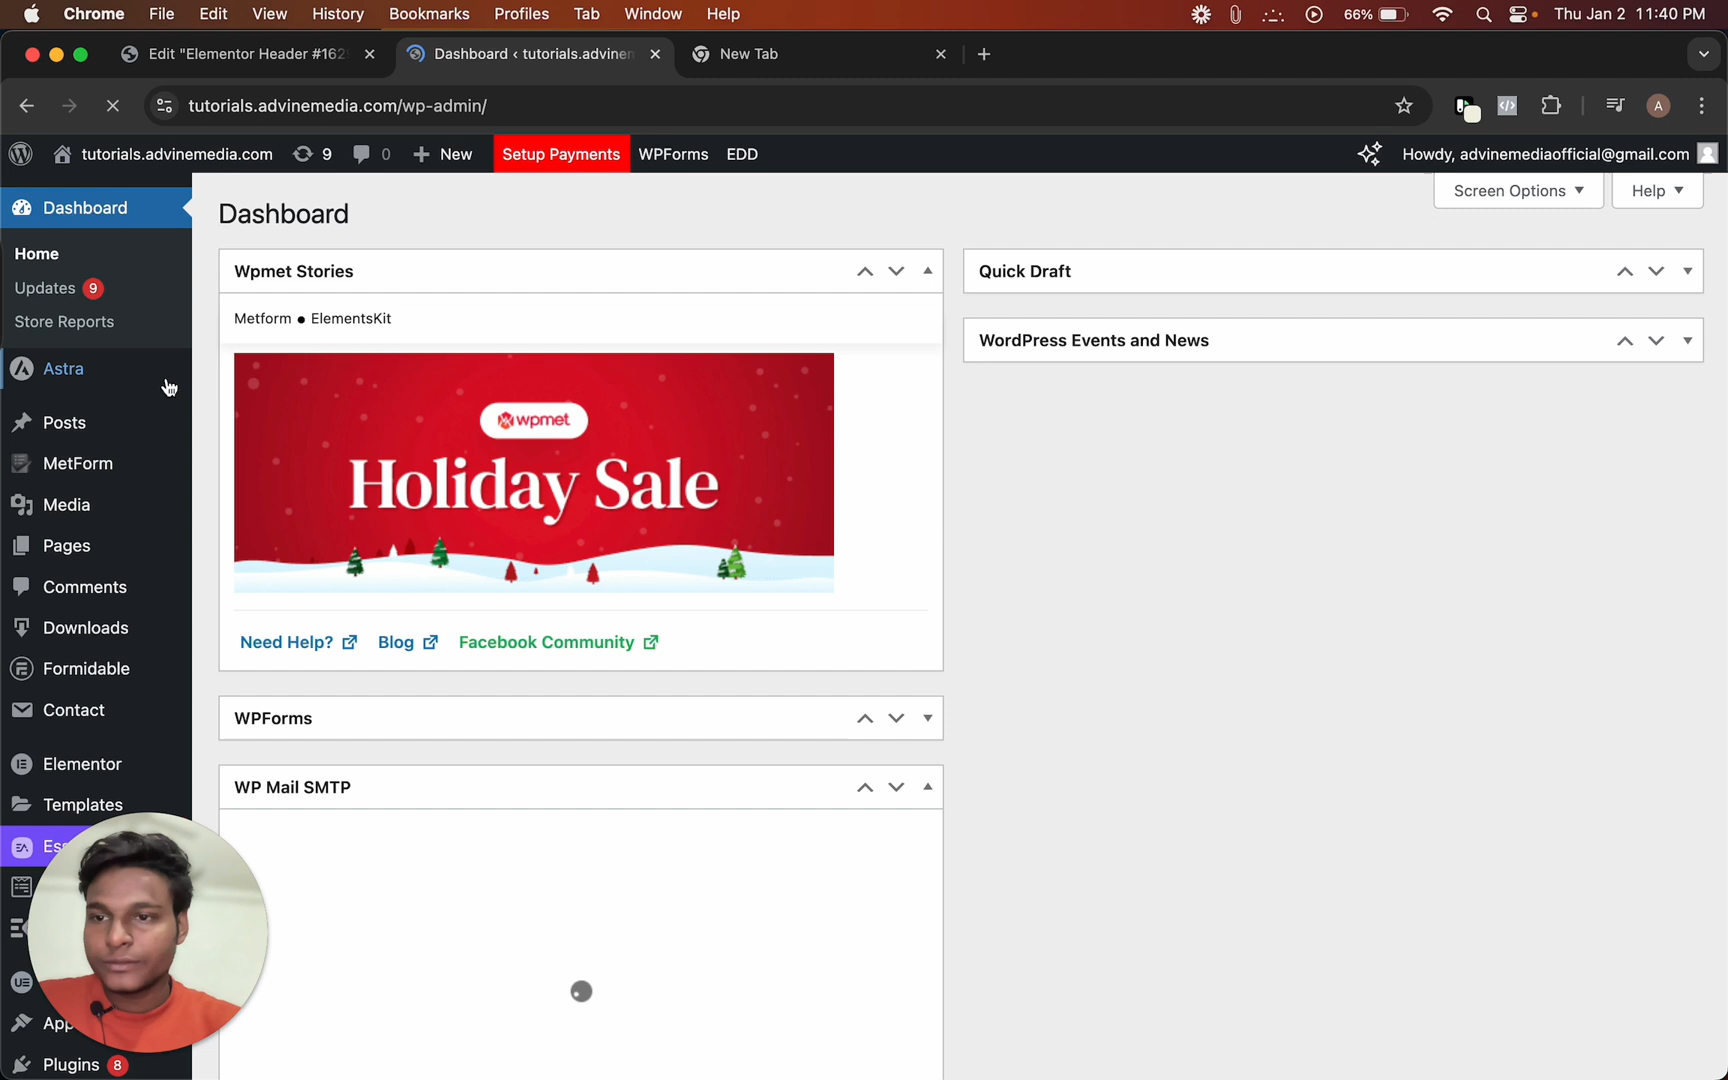 Chrome File Edit View History Bookmarks Profiles Tab Window Help 66% Thu Jan 2 11:40 PM
Edit "Elementor Header #162 Dashboard ‹ tutorials.advinem New Tab
tutorials.advinemedia.com/wp-admin/ A
tutorials.advinemedia.com 9 0 New Setup Payments WPForms EDD Howdy, advinemediaofficial@gmail.com
Screen Options Help
Dashboard
Home
Updates 9
Store Reports
Astra
Posts
MetForm
Media
Pages
Comments
Downloads
Formidable
Contact
Elementor
Templates
Plugins 8
Dashboard
Wpmet Stories
Metform ● ElementsKit
wpmet
Holiday Sale
Need Help? Blog Facebook Community
WPForms
WP Mail SMTP
Quick Draft
WordPress Events and News